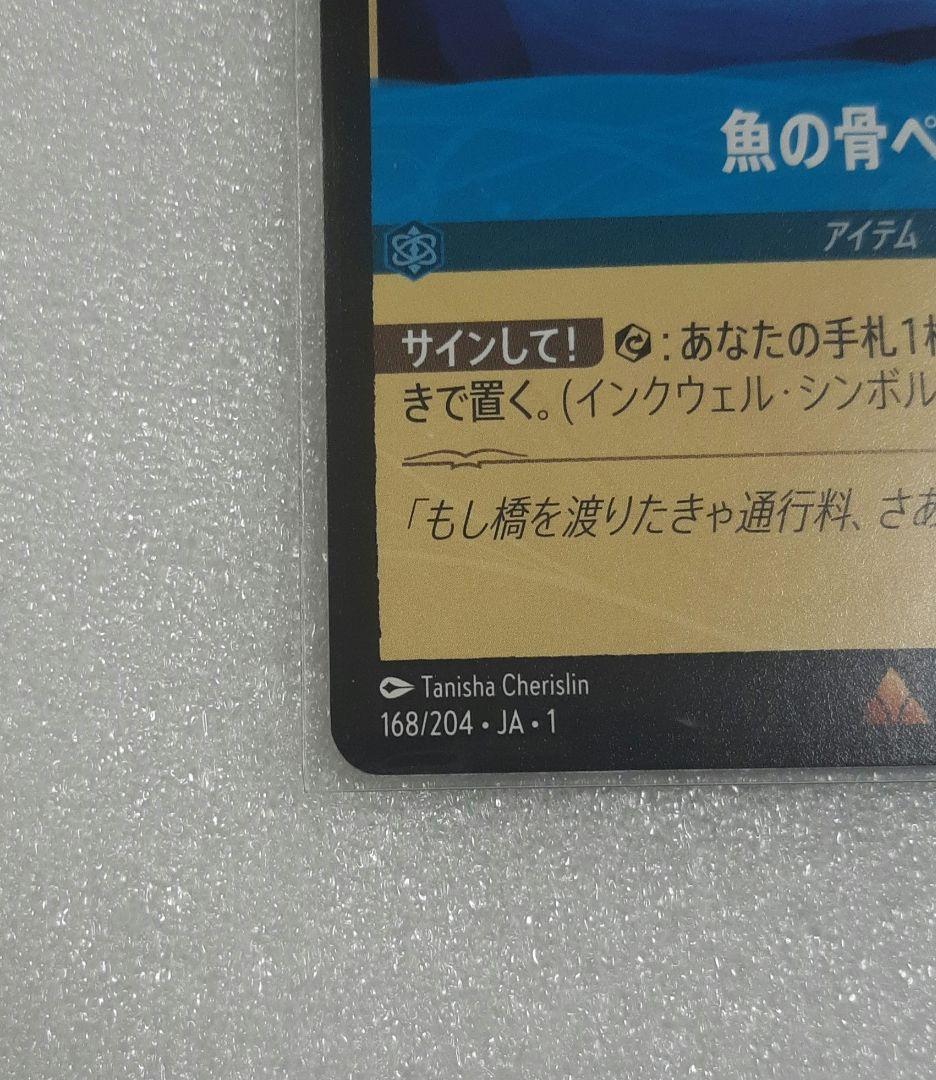 魚の骨ペ
アイテム
サインして! : あなたの手札1枚
きで置く。(インクウェル・シンボル
「もし橋を渡りたきゃ通行料、さあ
Tanisha Cherislin
168/204 • JA • 1